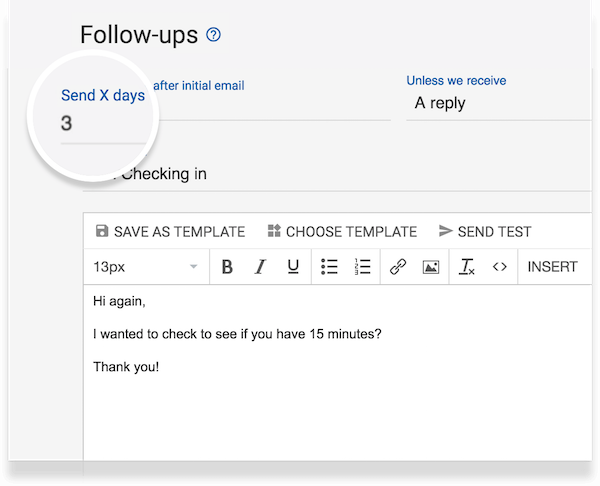 Follow-ups ?
Send X days after initial email
Unless we receive
3
A reply
Checking in
SAVE AS TEMPLATE CHOOSE TEMPLATE SEND TEST
13px B I U Tx <> INSERT
Hi again,
I wanted to check to see if you have 15 minutes?
Thank you!